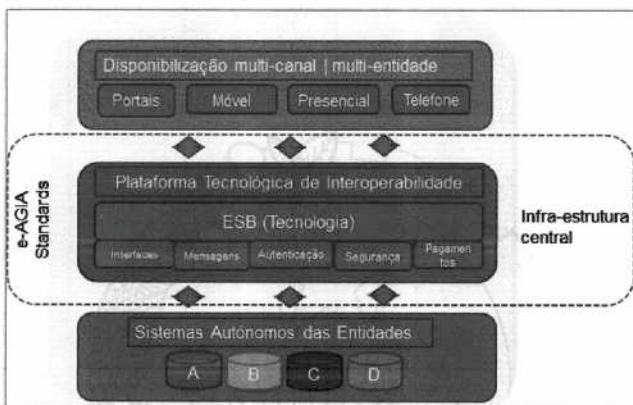 Disponibilização multi-canal | multi-entidade
Portais
Móvel
Presencial
Telefone
e-AGIA
Standards
Plataforma Tecnológica de Interoperabilidade
ESB (Tecnologia)
Interfaces
Mensagens
Autenticação
Segurança
Pagamen
tos
Infra-estrutura
central
Sistemas Autónomos das Entidades
A
B
C
D